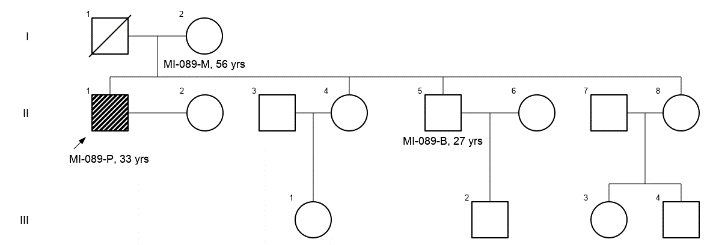 1 2
I
MI-089-M, 56 yrs
1 2 3 4 5 6 7 8
II
MI-089-B, 27 yrs
MI-089-P, 33 yrs
1 2 3 4
III